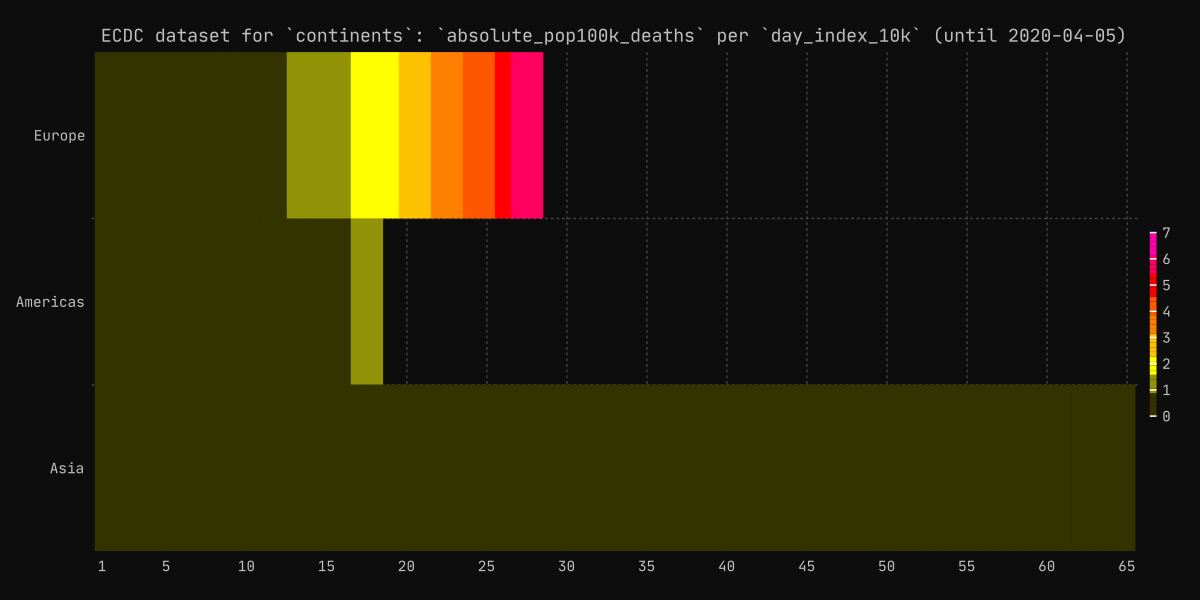 ECDC dataset for `continents`: `absolute_pop100k_deaths` per `day_index_10k` (until 2020-04-05)
Europe
Americas
Asia
7
6
5
4
3
2
1
0
1 5 10 15 20 25 30 35 40 45 50 55 60 65